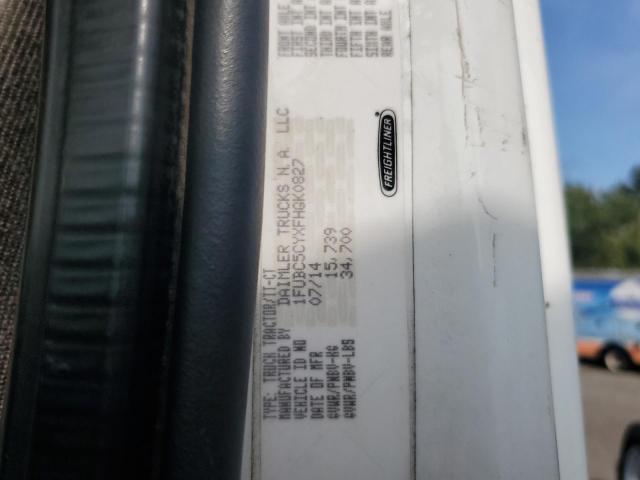 TYPE: TRUCK TRACTOR/TT-CT
MANUFACTURED BY DAIMLER TRUCKS N.A. LLC
VEHICLE ID NO 1FUBC5CYXFHGK0827
DATE OF MFR 07/14
GVWR/PNBV-KG 15,739
GVWR/PNBV-LBS 34,700
FRONT AXLE
FIRST INT A
SECOND INT A
THIRD INT A
FOURTH INT A
FIFTH INT A
SIXTH INT A
REAR AXLE
FREIGHTLINER